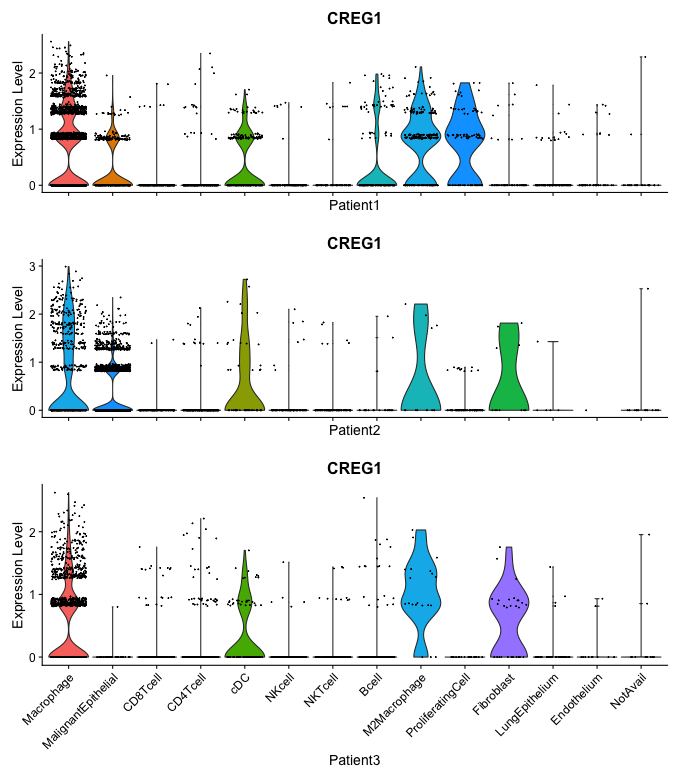 CREG1
Expression Level
2
1
0
Patient1
CREG1
Expression Level
3
2
1
0
Patient2
CREG1
Expression Level
2
1
0
Macrophage
MalignantEpithelial
CD8Tcell
CD4Tcell
cDC
NKcell
NKTcell
Bcell
M2Macrophage
ProliferatingCell
Fibroblast
LungEpithelium
Endothelium
NotAvail
Patient3